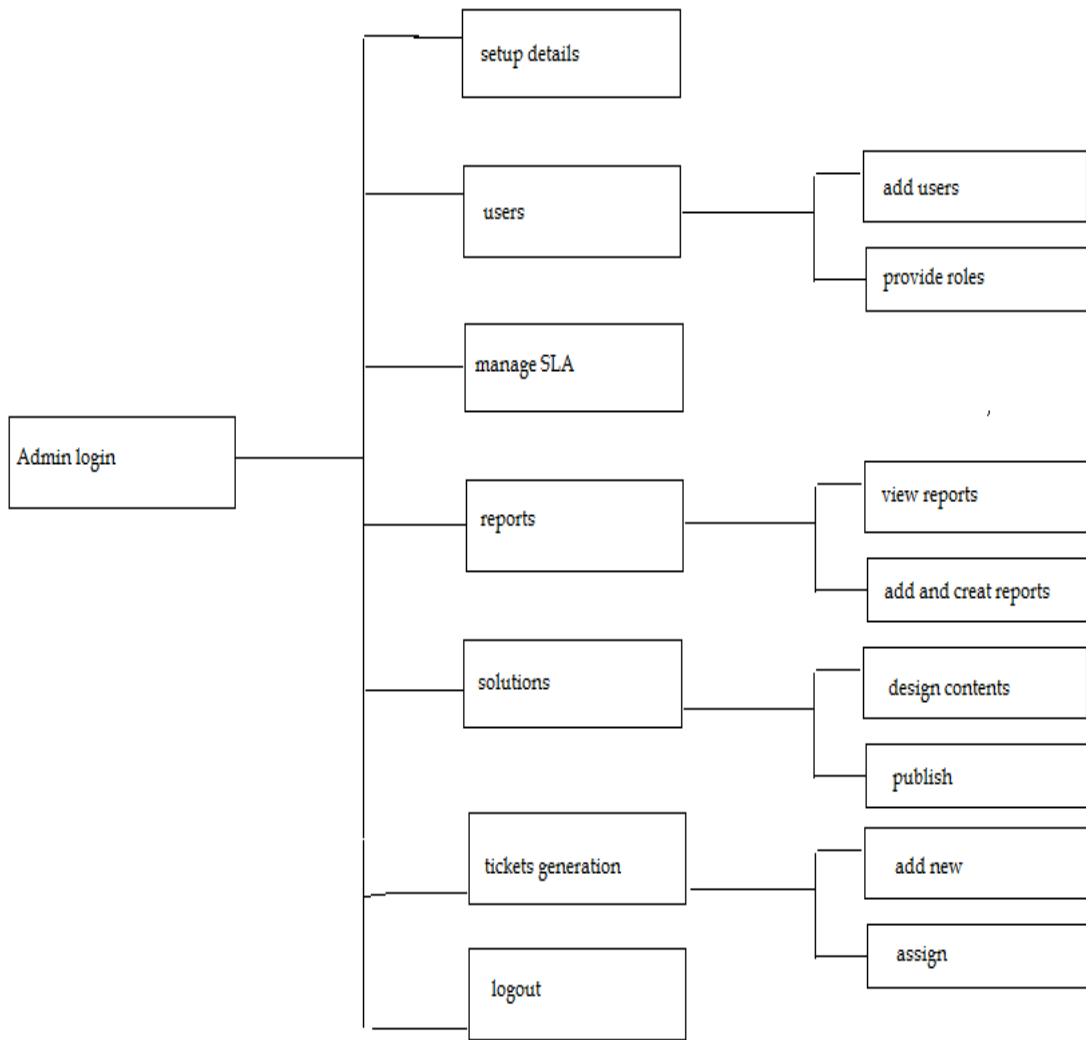 setup details
users
add users
provide roles
manage SLA
,
Admin login
reports
view reports
add and creat reports
solutions
design contents
publish
tickets generation
add new
assign
logout